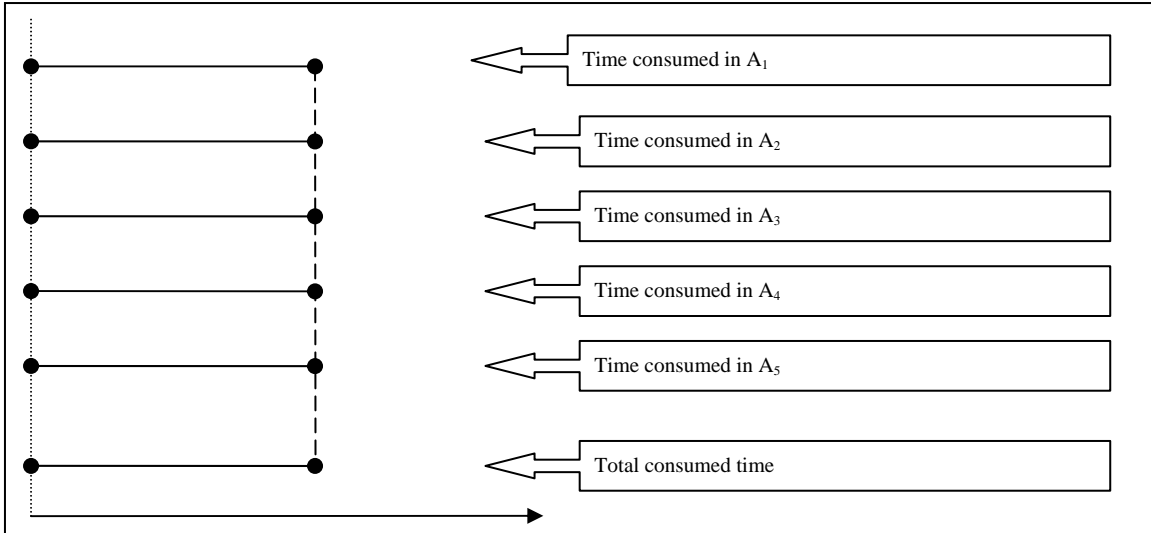 Time consumed in A₁
Time consumed in A₂
Time consumed in A₃
Time consumed in A₄
Time consumed in A₅
Total consumed time